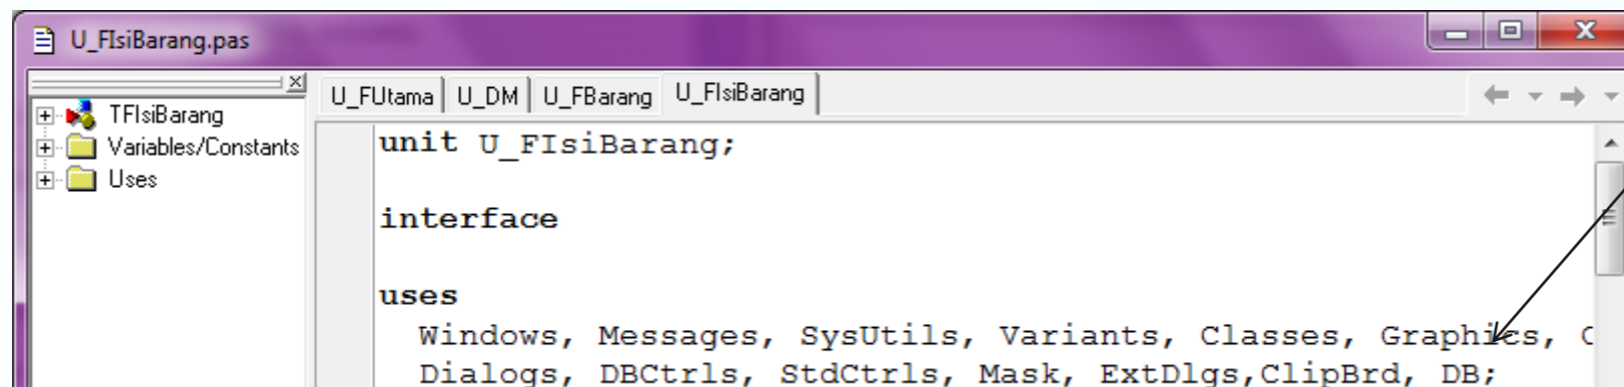 U_FIsiBarang.pas
TFIsiBarang
Variables/Constants
Uses
U_FUtama U_DM U_FBarang U_FIsiBarang
unit U_FIsiBarang;
interface
uses
Windows, Messages, SysUtils, Variants, Classes, Graphics,
Dialogs, DBCtrls, StdCtrls, Mask, ExtDlgs,ClipBrd, DB;